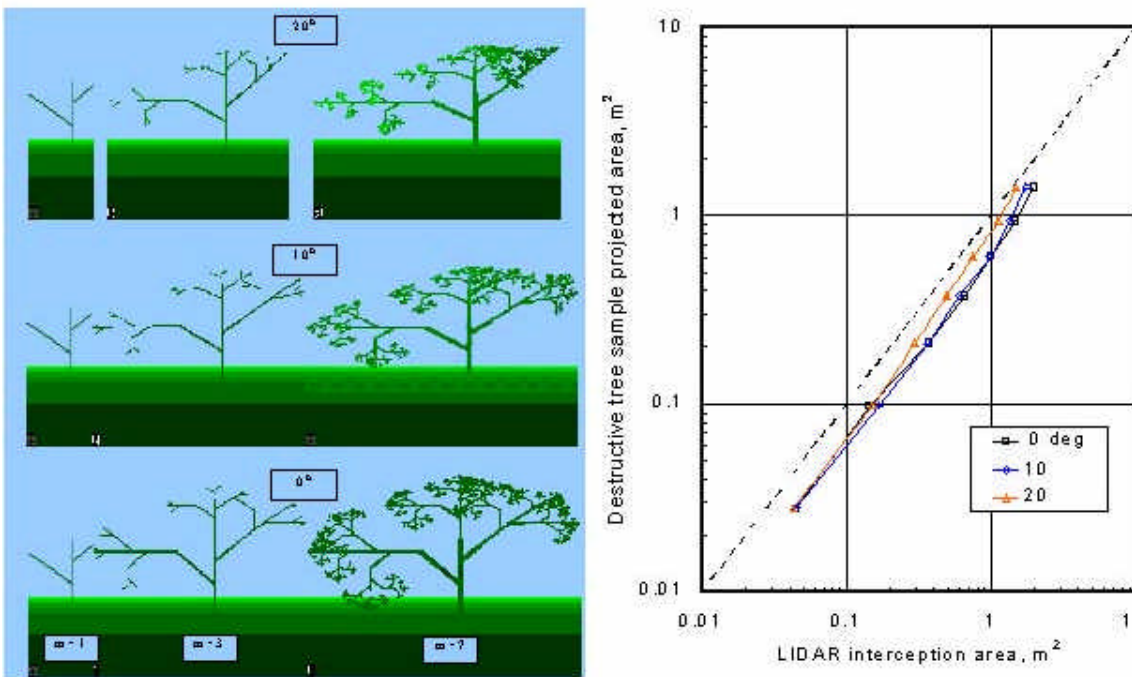 20°
10°
0°
m - 1
m - 3
m - 7
Destructive tree sample projected area, m²
10
1
0.1
0.01
0.01
0.1
1
LIDAR interception area, m²
0 deg
10
20